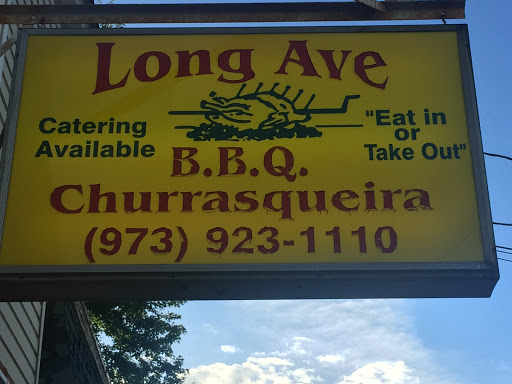 Long Ave
Catering
Available
"Eat in
or
Take Out"
B.B.Q.
Churrasqueira
(973) 923-1110